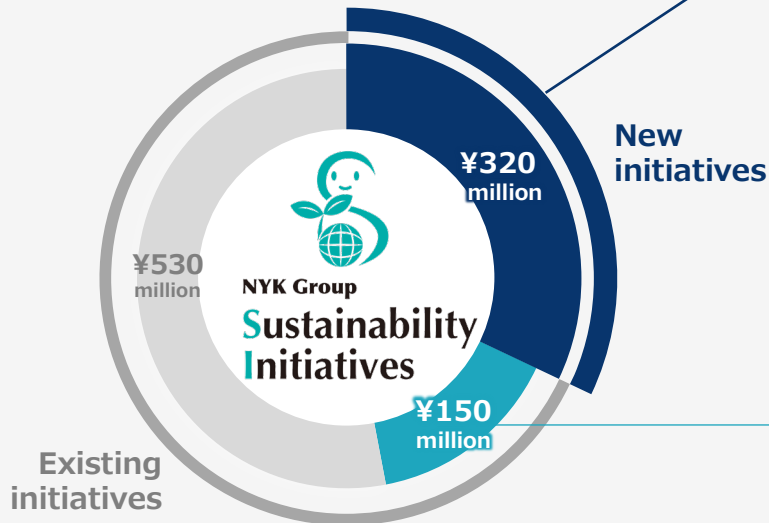 New
initiatives
¥320
million
¥530
million
NYK Group
Sustainability
Initiatives
¥150
million
Existing
initiatives